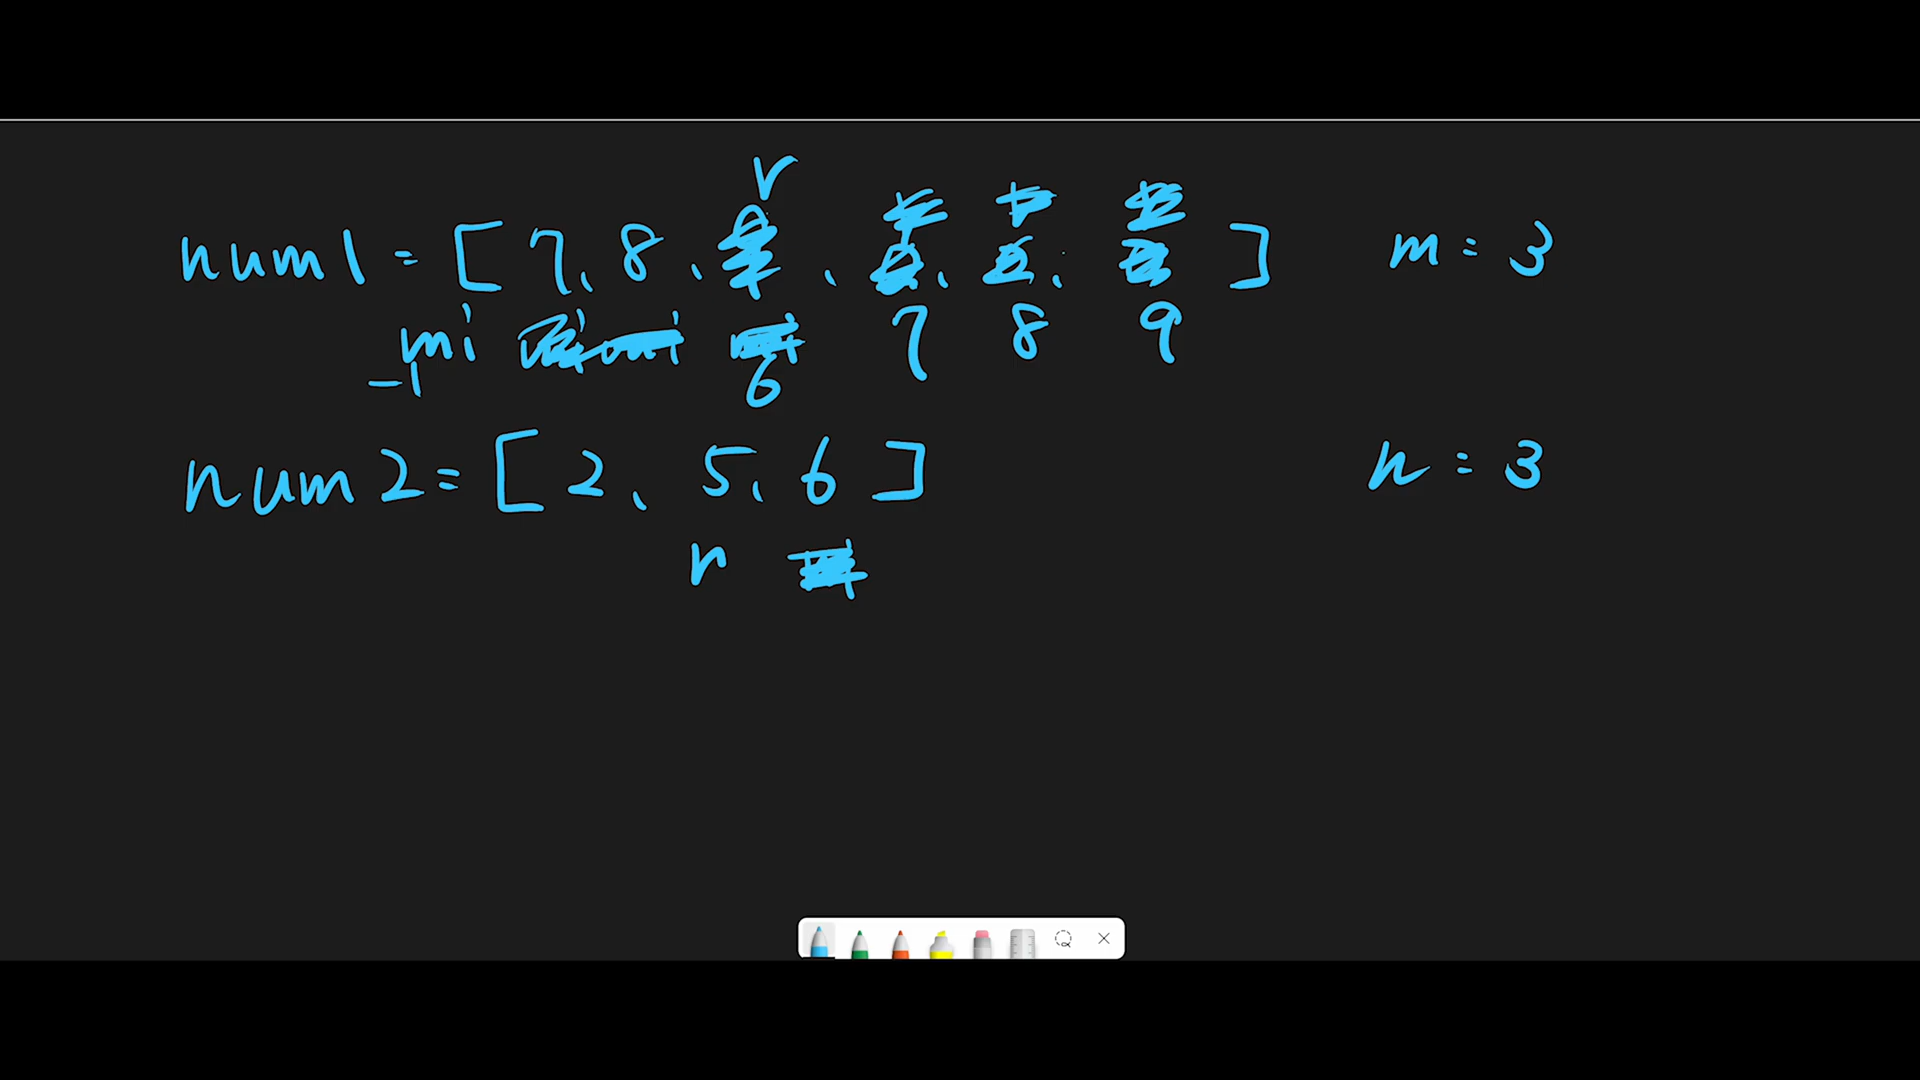 r
num1 = [ 7, 8, , , , ] m = 3
mi
-1 6 7 8 9
num2 = [ 2, 5, 6 ] n = 3
n